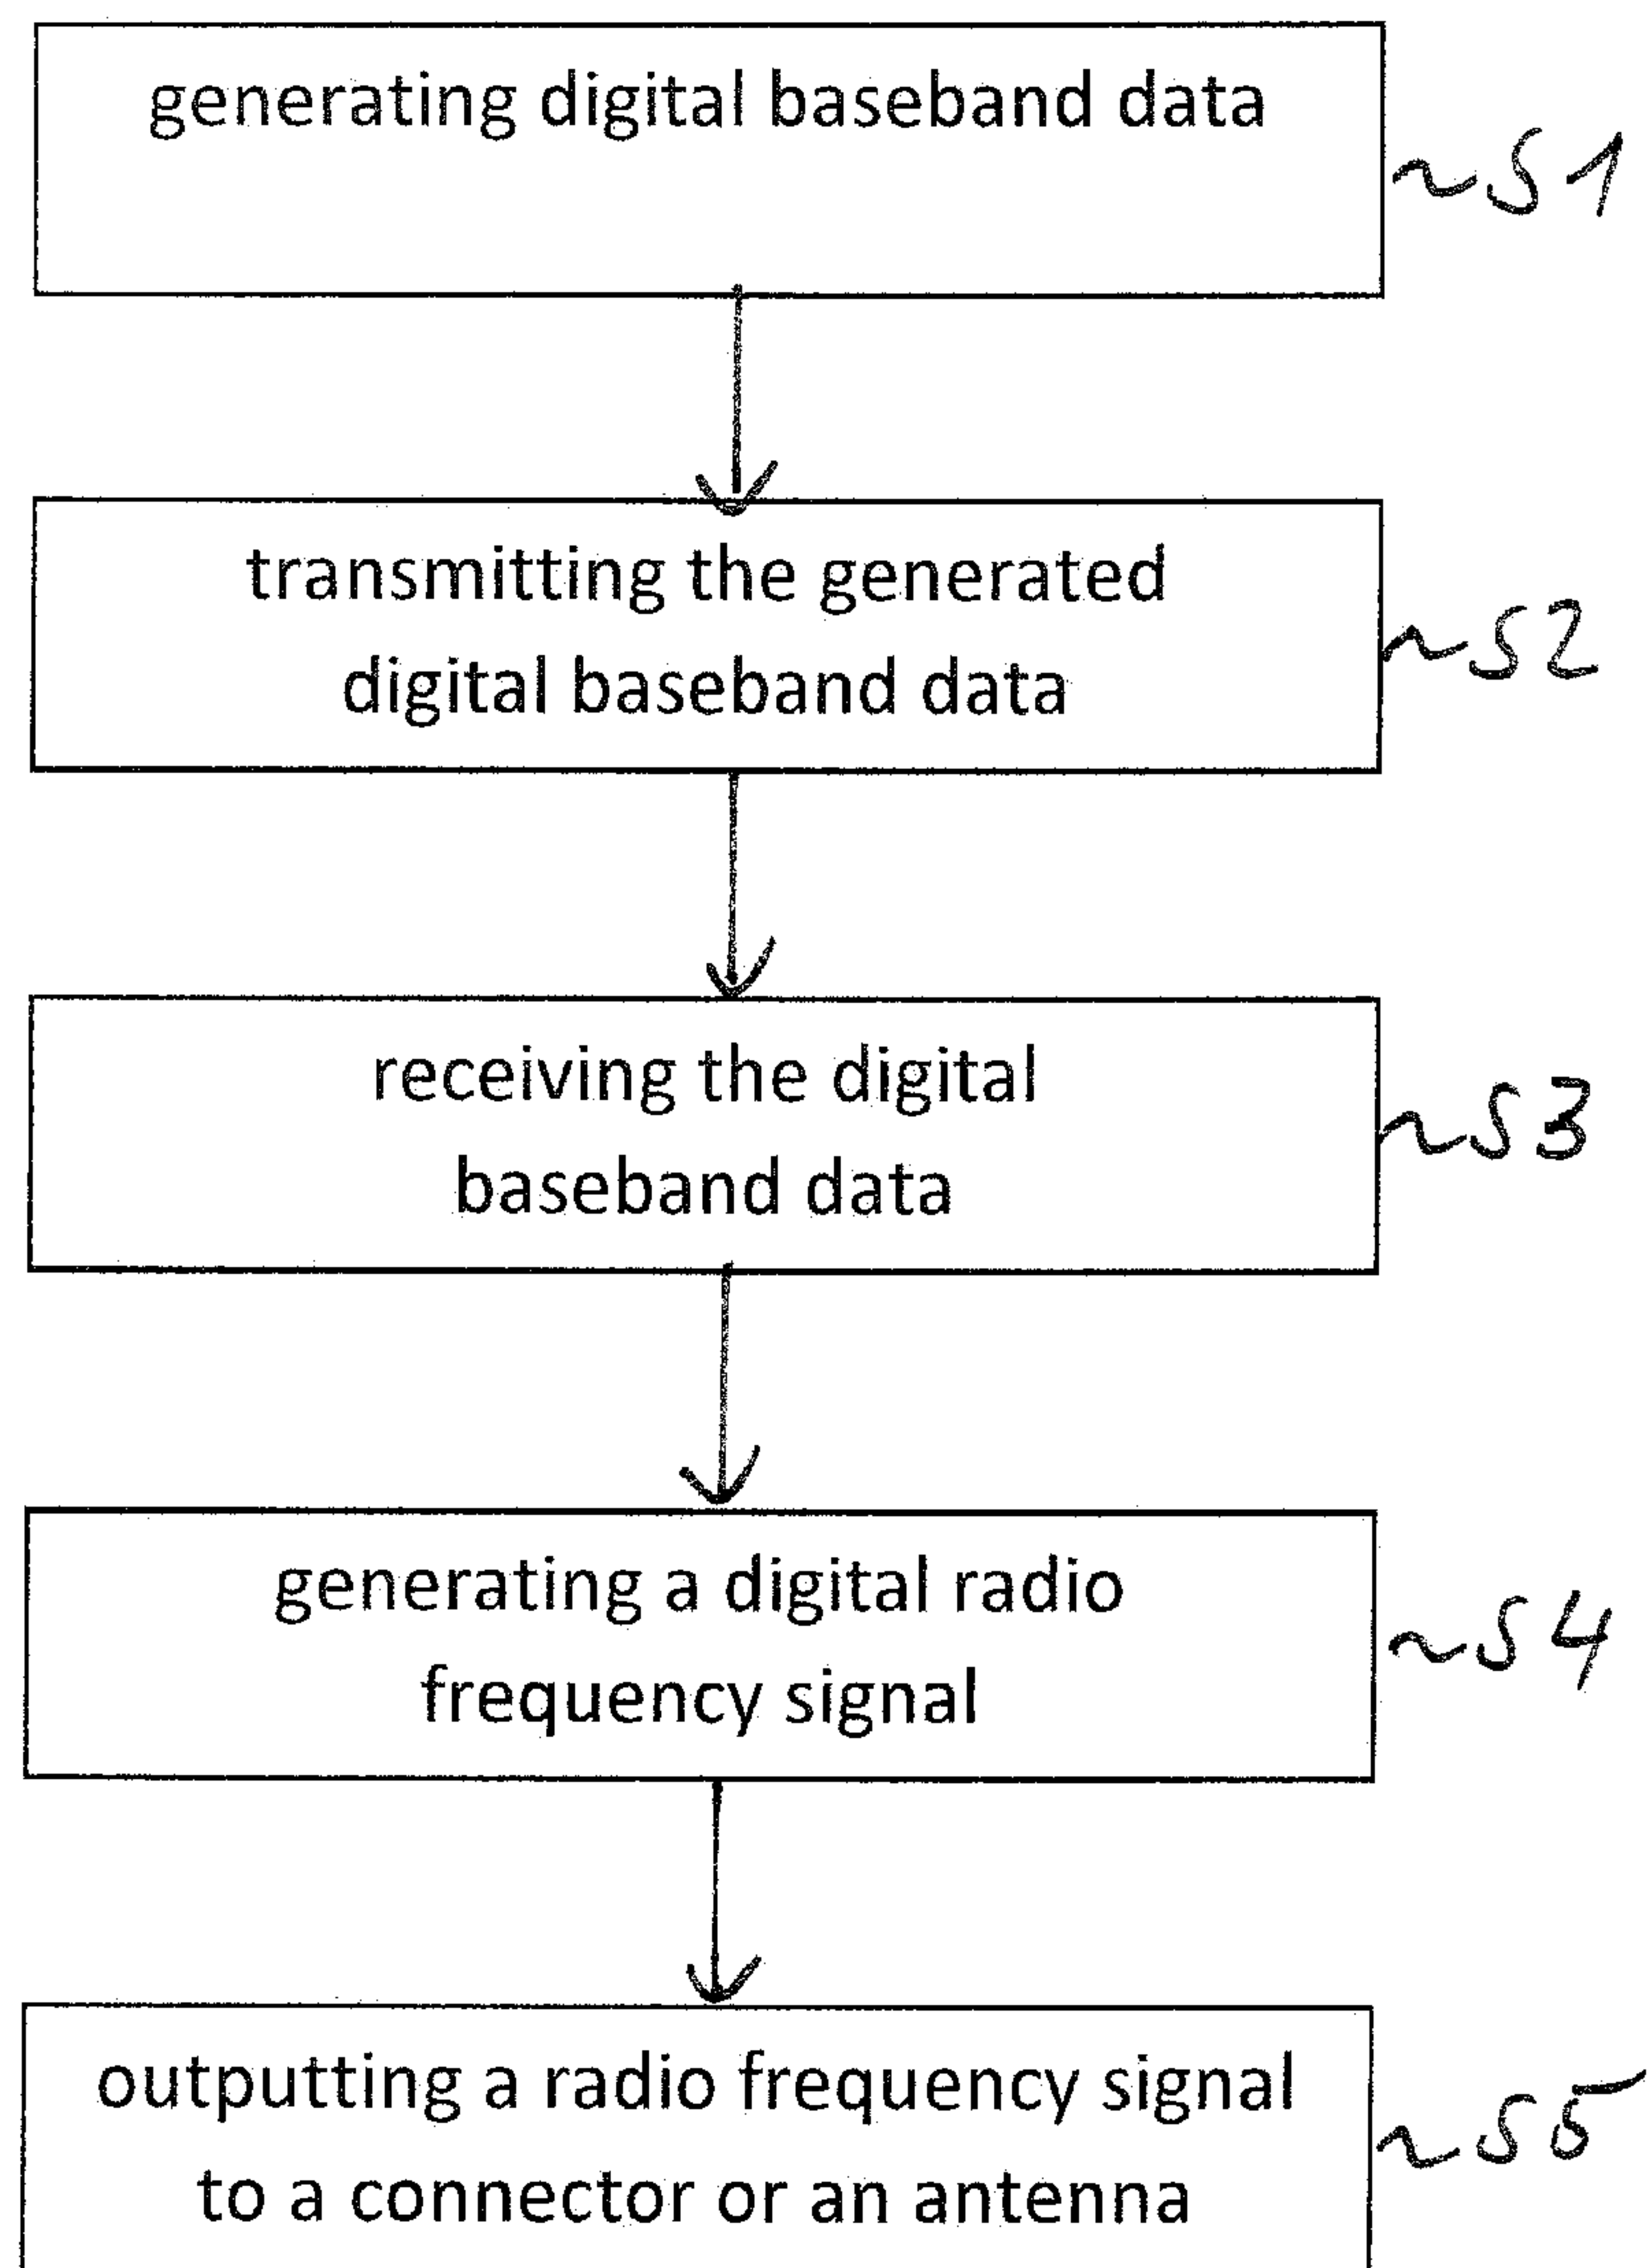 generating digital baseband data
~S1
transmitting the generated
digital baseband data
~S2
receiving the digital
baseband data
~S3
generating a digital radio
frequency signal
~S4
outputting a radio frequency signal
to a connector or an antenna
~S5